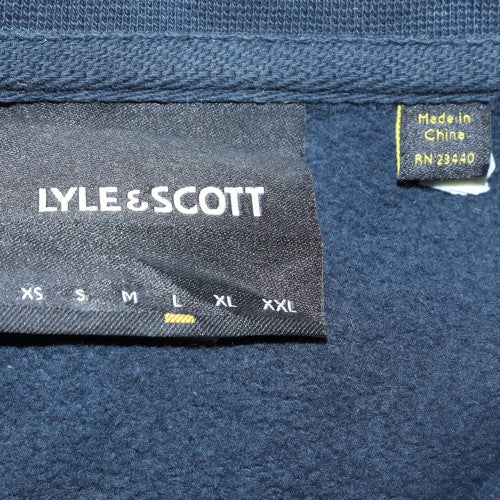 LYLE & SCOTT
XS S M L XL XXL
Made in
China
RN 23440